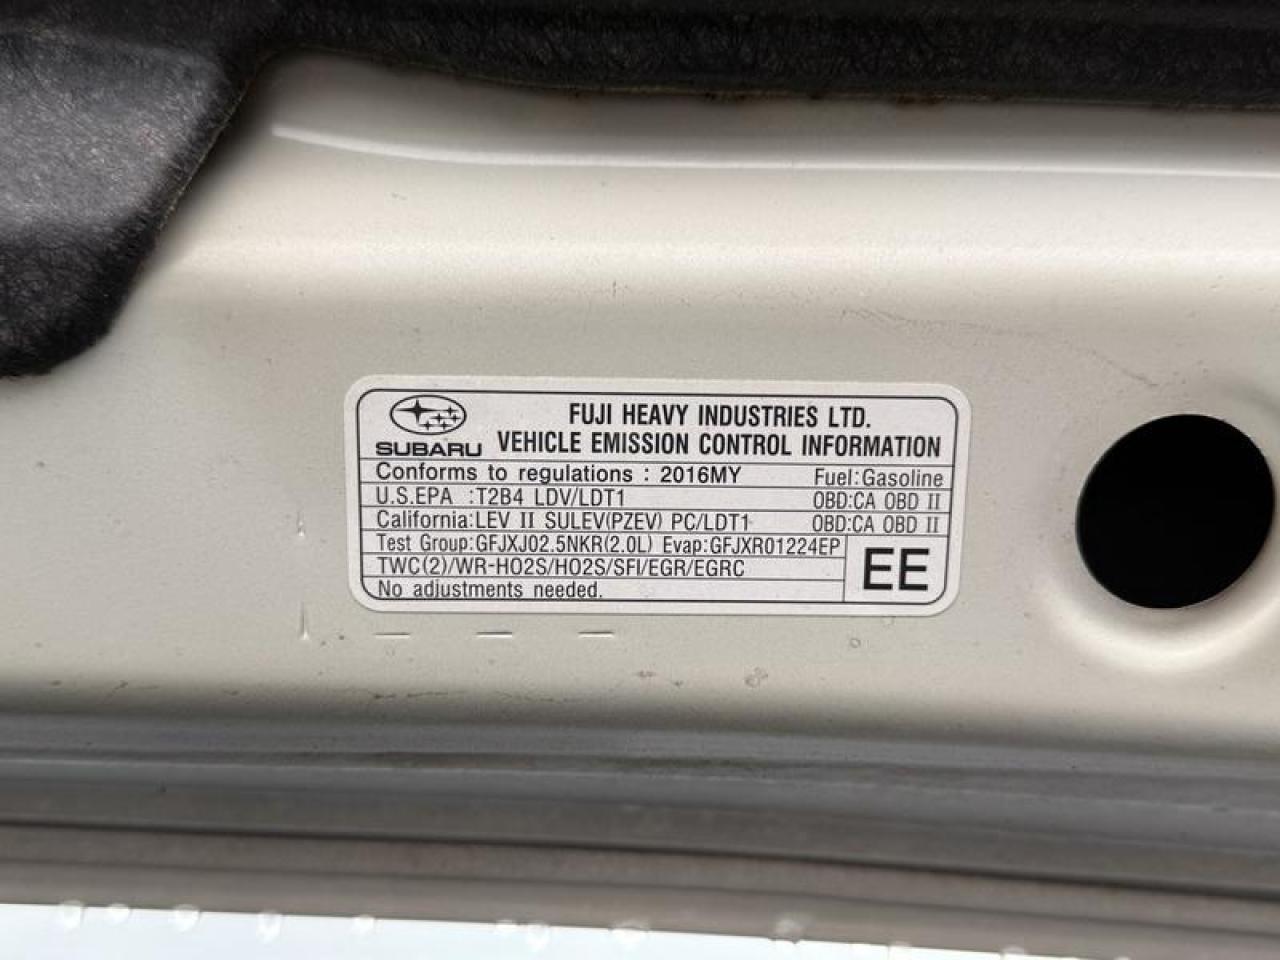 FUJI HEAVY INDUSTRIES LTD.
SUBARU VEHICLE EMISSION CONTROL INFORMATION
Conforms to regulations : 2016MY Fuel:Gasoline
U.S.EPA :T2B4 LDV/LDT1 OBD:CA OBD II
California:LEV II SULEV(PZEV) PC/LDT1 OBD:CA OBD II
Test Group:GFJXJ02.5NKR(2.0L) Evap:GFJXR01224EP
TWC(2)/WR-HO2S/HO2S/SFI/EGR/EGRC EE
No adjustments needed.